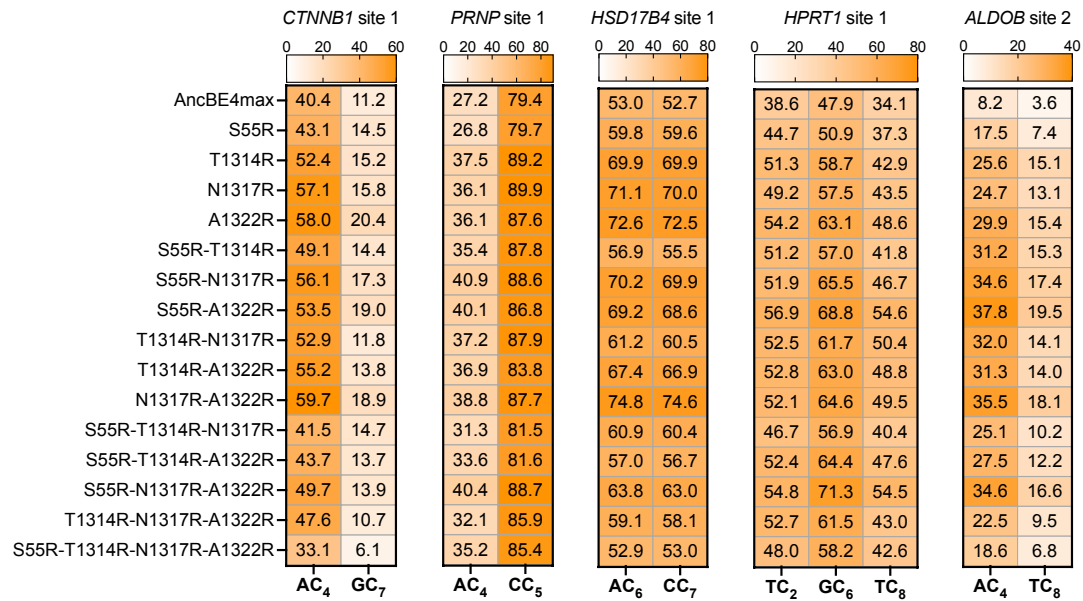 CTNNB1 site 1 PRNP site 1 HSD17B4 site 1 HPRT1 site 1 ALDOB site 2
0 20 40 60 0 20 40 60 80 0 20 40 60 80 0 20 40 60 80 0 20 40
AncBE4max 40.4 11.2 27.2 79.4 53.0 52.7 38.6 47.9 34.1 8.2 3.6
S55R 43.1 14.5 26.8 79.7 59.8 59.6 44.7 50.9 37.3 17.5 7.4
T1314R 52.4 15.2 37.5 89.2 69.9 69.9 51.3 58.7 42.9 25.6 15.1
N1317R 57.1 15.8 36.1 89.9 71.1 70.0 49.2 57.5 43.5 24.7 13.1
A1322R 58.0 20.4 36.1 87.6 72.6 72.5 54.2 63.1 48.6 29.9 15.4
S55R-T1314R 49.1 14.4 35.4 87.8 56.9 55.5 51.2 57.0 41.8 31.2 15.3
S55R-N1317R 56.1 17.3 40.9 88.6 70.2 69.9 51.9 65.5 46.7 34.6 17.4
S55R-A1322R 53.5 19.0 40.1 86.8 69.2 68.6 56.9 68.8 54.6 37.8 19.5
T1314R-N1317R 52.9 11.8 37.2 87.9 61.2 60.5 52.5 61.7 50.4 32.0 14.1
T1314R-A1322R 55.2 13.8 36.9 83.8 67.4 66.9 52.8 63.0 48.8 31.3 14.0
N1317R-A1322R 59.7 18.9 38.8 87.7 74.8 74.6 52.1 64.6 49.5 35.5 18.1
S55R-T1314R-N1317R 41.5 14.7 31.3 81.5 60.9 60.4 46.7 56.9 40.4 25.1 10.2
S55R-T1314R-A1322R 43.7 13.7 33.6 81.6 57.0 56.7 52.4 64.4 47.6 27.5 12.2
S55R-N1317R-A1322R 49.7 13.9 40.4 88.7 63.8 63.0 54.8 71.3 54.5 34.6 16.6
T1314R-N1317R-A1322R 47.6 10.7 32.1 85.9 59.1 58.1 52.7 61.5 43.0 22.5 9.5
S55R-T1314R-N1317R-A1322R 33.1 6.1 35.2 85.4 52.9 53.0 48.0 58.2 42.6 18.6 6.8
AC₄ GC₇ AC₄ CC₅ AC₆ CC₇ TC₂ GC₆ TC₈ AC₄ TC₈